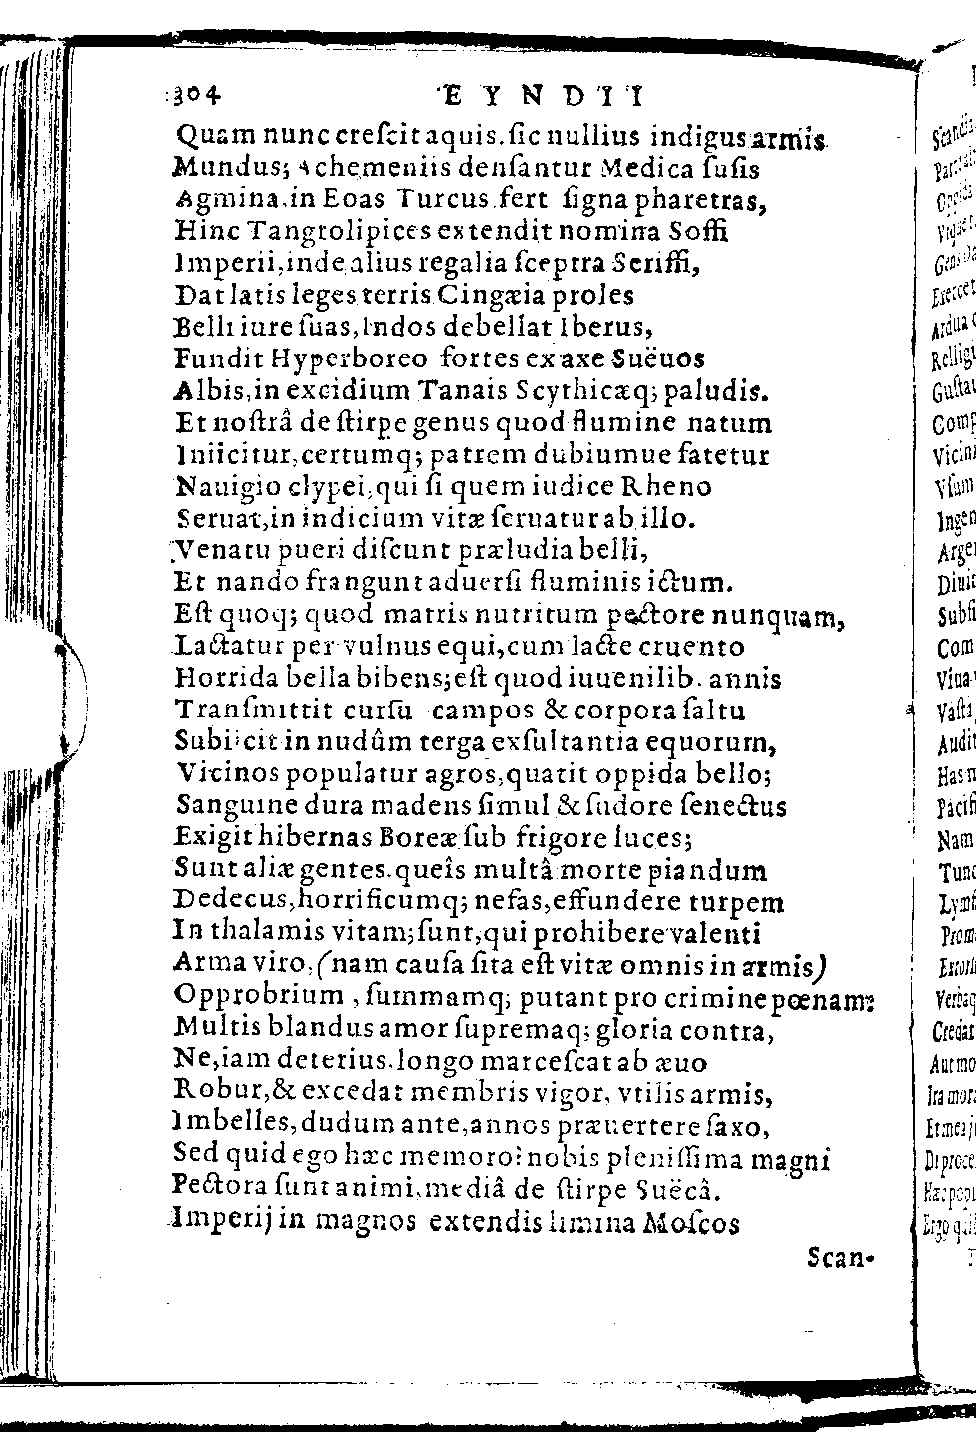 304 EYNDII
Quam nunc creſcit aquis. ſic nullius indigus armis
Mundus; Achemeniis denſantur Medica fuſis
Agmina, in Eoas Turcus fert ſigna pharetras,
Hinc Tangrolipices extendit nomina Soffi
Imperii, inde alius regalia ſceptra Seriffi,
Dat latis leges terris Cingæia proles
Belli iure ſuas, Indos debellat Iberus,
Fundit Hyperboreo fortes ex axe Suëuos
Albis, in excidium Tanais Scythicæq; paludis.
Et noſtrâ de ſtirpe genus quod flumine natum
Iniicitur, certumq; patrem dubiumue fatetur
Nauigio clypei, qui ſi quem iudice Rheno
Seruat, in indicium vitæ ſeruatur ab illo.
Venatu pueri diſcunt præludia belli,
Et nando frangunt aduerſi fluminis ictum.
Eſt quoq; quod matris nutritum pectore nunquam,
Lactatur per vulnus equi, cum lacte cruento
Horrida bella bibens; eſt quod iuuenilib. annis
Tranſmittit curſu campos & corpora ſaltu
Subiicit in nudûm terga exſultantia equorum,
Vicinos populatur agros, quatit oppida bello;
Sanguine dura madens ſimul & ſudore ſenectus
Exigit hibernas Boreæ ſub frigore luces;
Sunt aliæ gentes. queîs multâ morte piandum
Dedecus, horrificumq; nefas, effundere turpem
In thalamis vitam; ſunt, qui prohibere valenti
Arma viro, (nam cauſa ſita eſt vitæ omnis in armis)
Opprobrium, ſummamq; putant pro crimine pœnam:
Multis blandus amor ſupremaq; gloria contra,
Ne, iam deterius. longo marceſcat ab æuo
Robur, & excedat membris vigor, vtilis armis,
Imbelles, dudum ante, annos præuertere ſaxo,
Sed quid ego hæc memoro? nobis pleniſſima magni
Pectora ſunt animi, mediâ de ſtirpe Suëcâ.
Imperij in magnos extendis limina Moſcos
Scan-